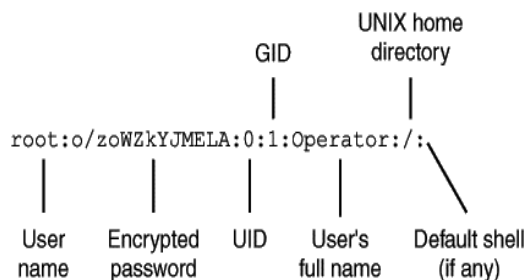 UNIX home
directory
GID
root:o/zoWZkYJMELA:0:1:Operator:/:
User
name
Encrypted
password
UID
User's
full name
Default shell
(if any)